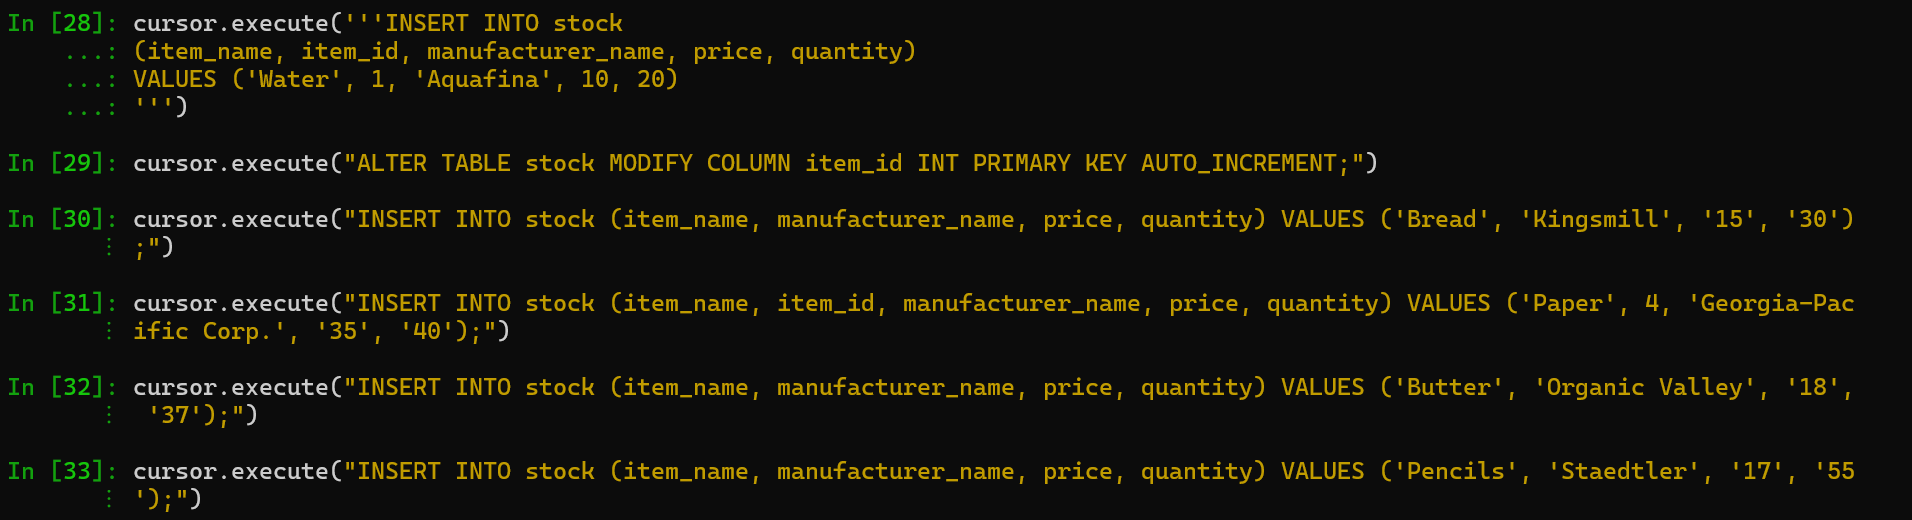 In [28]: cursor.execute('''INSERT INTO stock
    ...: (item_name, item_id, manufacturer_name, price, quantity)
    ...: VALUES ('Water', 1, 'Aquafina', 10, 20)
    ...: ''')

In [29]: cursor.execute("ALTER TABLE stock MODIFY COLUMN item_id INT PRIMARY KEY AUTO_INCREMENT;")

In [30]: cursor.execute("INSERT INTO stock (item_name, manufacturer_name, price, quantity) VALUES ('Bread', 'Kingsmill', '15', '30')
       ⋮ ;")

In [31]: cursor.execute("INSERT INTO stock (item_name, item_id, manufacturer_name, price, quantity) VALUES ('Paper', 4, 'Georgia-Pac
       ⋮ ific Corp.', '35', '40');")

In [32]: cursor.execute("INSERT INTO stock (item_name, manufacturer_name, price, quantity) VALUES ('Butter', 'Organic Valley', '18',
       ⋮  '37');")

In [33]: cursor.execute("INSERT INTO stock (item_name, manufacturer_name, price, quantity) VALUES ('Pencils', 'Staedtler', '17', '55
       ⋮ ');")